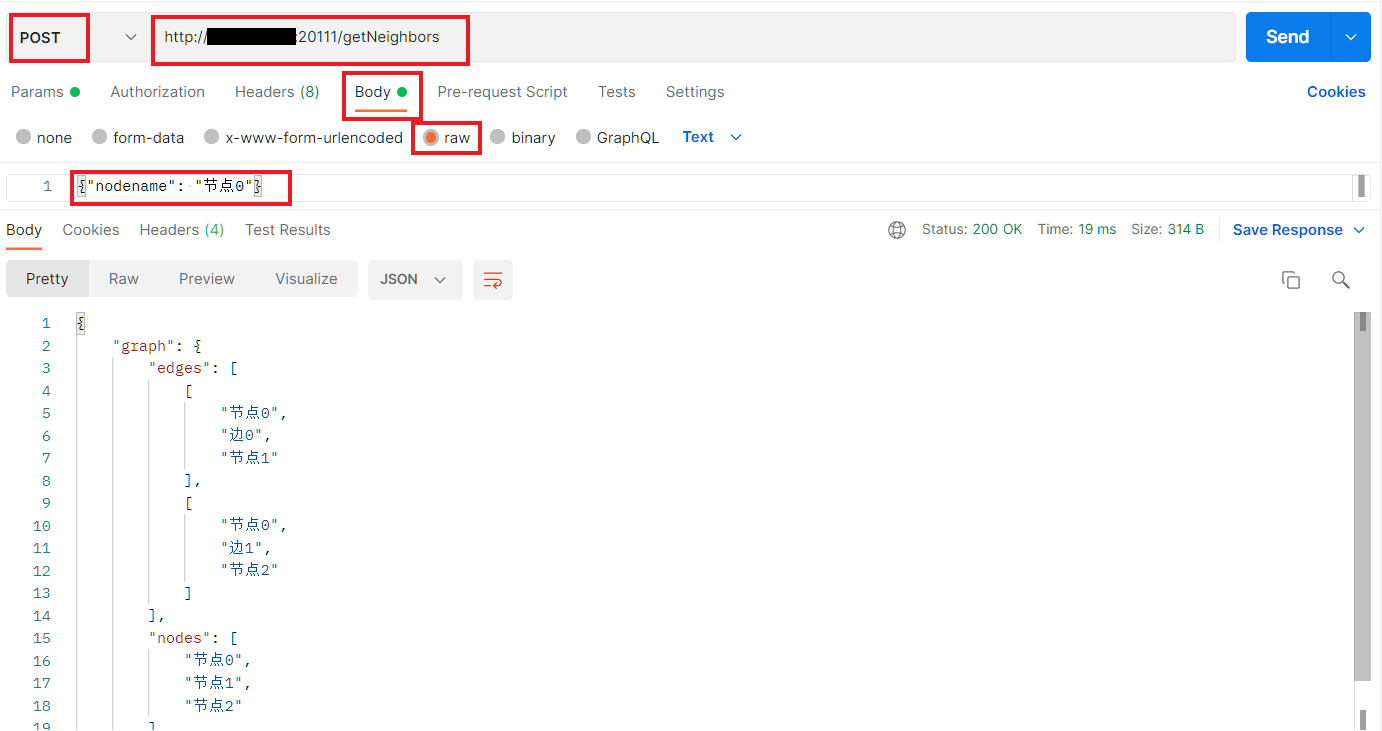 POST http:// :20111/getNeighbors Send
Params Authorization Headers (8) Body Pre-request Script Tests Settings Cookies
none form-data x-www-form-urlencoded raw binary GraphQL Text
1 {"nodename": "节点0"}
Body Cookies Headers (4) Test Results Status: 200 OK Time: 19 ms Size: 314 B Save Response
Pretty Raw Preview Visualize JSON
1 {
2 "graph": {
3 "edges": [
4 [
5 "节点0",
6 "边0",
7 "节点1"
8 ],
9 [
10 "节点0",
11 "边1",
12 "节点2"
13 ]
14 ],
15 "nodes": [
16 "节点0",
17 "节点1",
18 "节点2"
19 ]